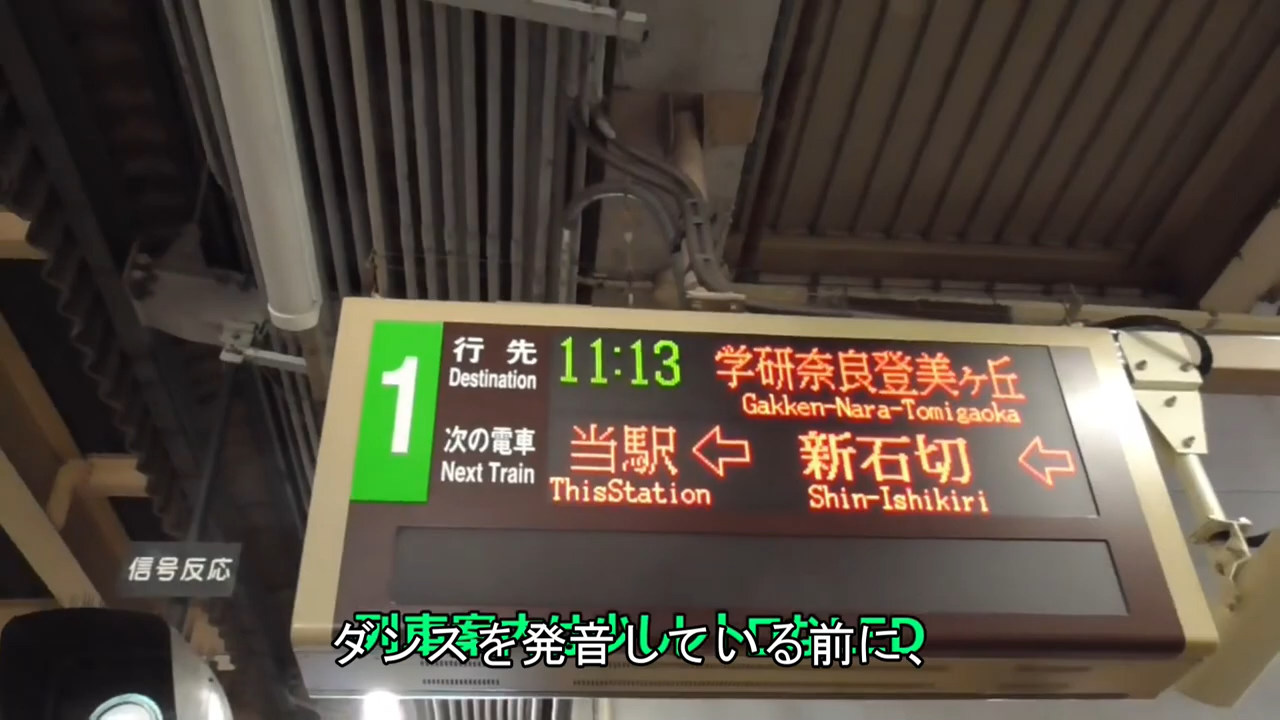 1
行先
Destination
11:13
学研奈良登美ヶ丘
Gakken-Nara-Tomigaoka
次の電車
Next Train
当駅
ThisStation
新石切
Shin-Ishikiri
信号反応
ダンスを発音している前に、